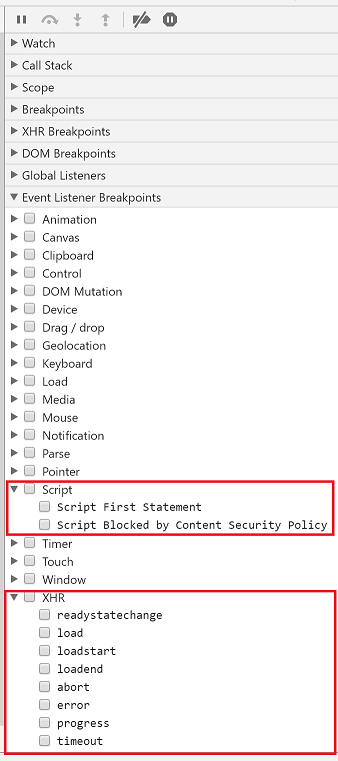 Watch
Call Stack
Scope
Breakpoints
XHR Breakpoints
DOM Breakpoints
Global Listeners
Event Listener Breakpoints
Animation
Canvas
Clipboard
Control
DOM Mutation
Device
Drag / drop
Geolocation
Keyboard
Load
Media
Mouse
Notification
Parse
Pointer
Script
Script First Statement
Script Blocked by Content Security Policy
Timer
Touch
Window
XHR
readystatechange
load
loadstart
loadend
abort
error
progress
timeout